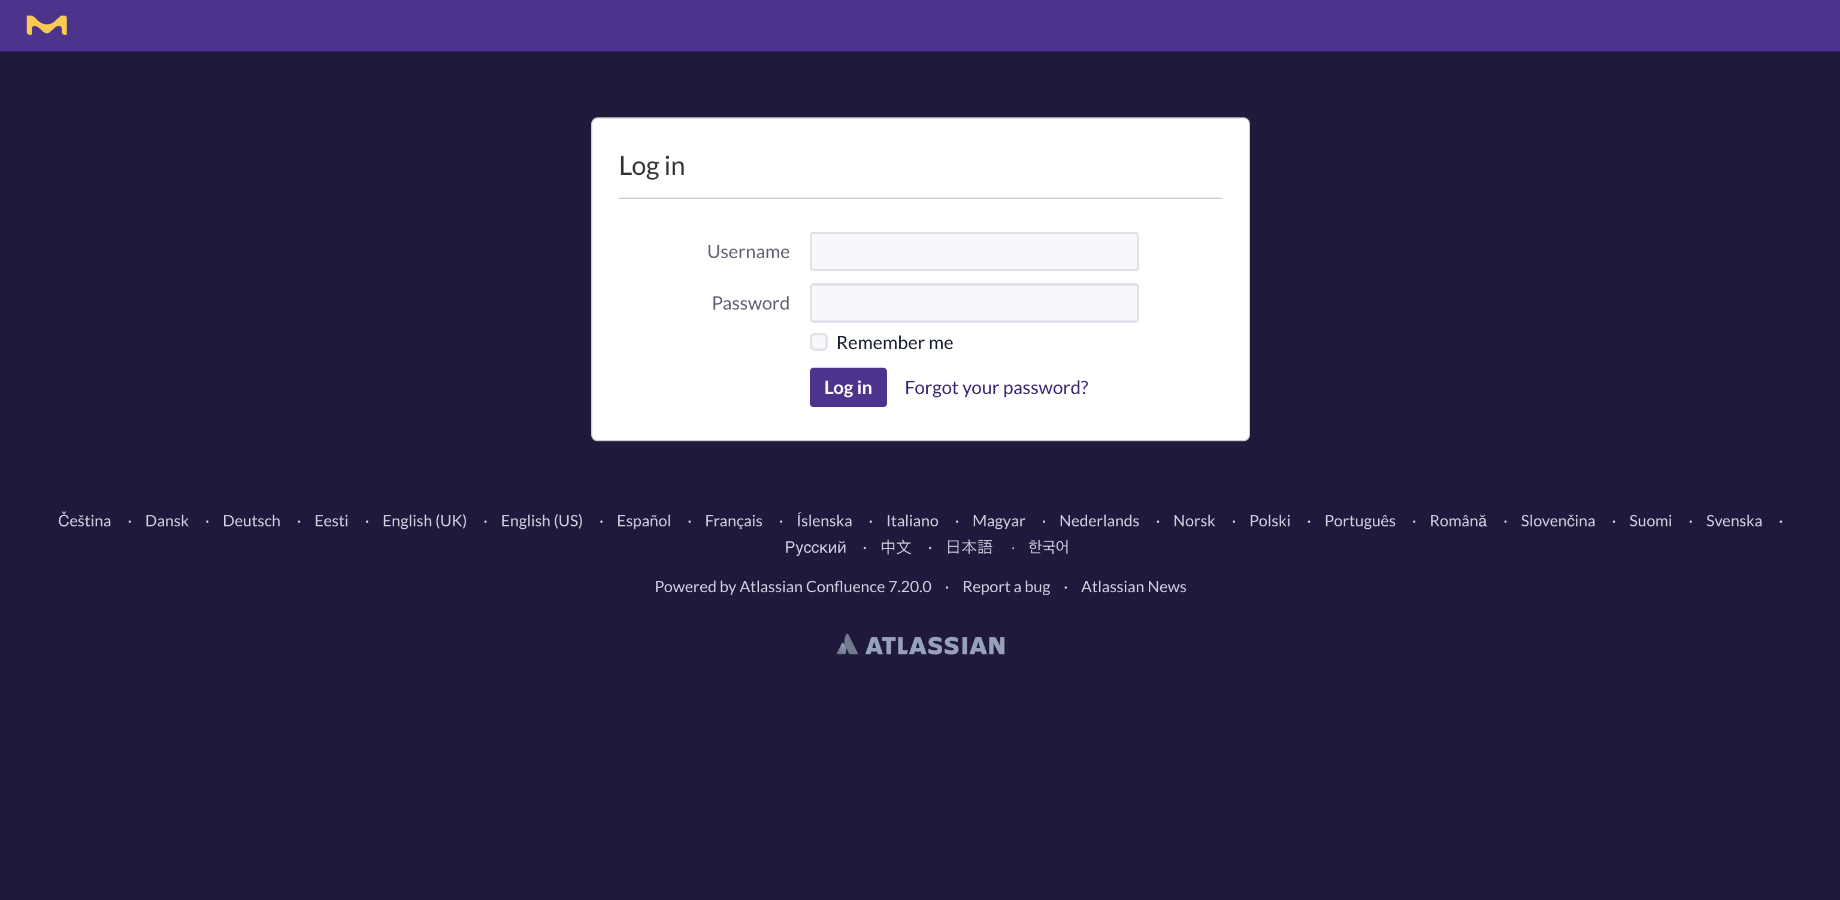 Log in
Username
Password
Remember me
Log in Forgot your password?
Čeština · Dansk · Deutsch · Eesti · English (UK) · English (US) · Español · Français · Íslenska · Italiano · Magyar · Nederlands · Norsk · Polski · Português · Română · Slovenčina · Suomi · Svenska ·
Русский · 中文 · 日本語 · 한국어
Powered by Atlassian Confluence 7.20.0 · Report a bug · Atlassian News
ATLASSIAN